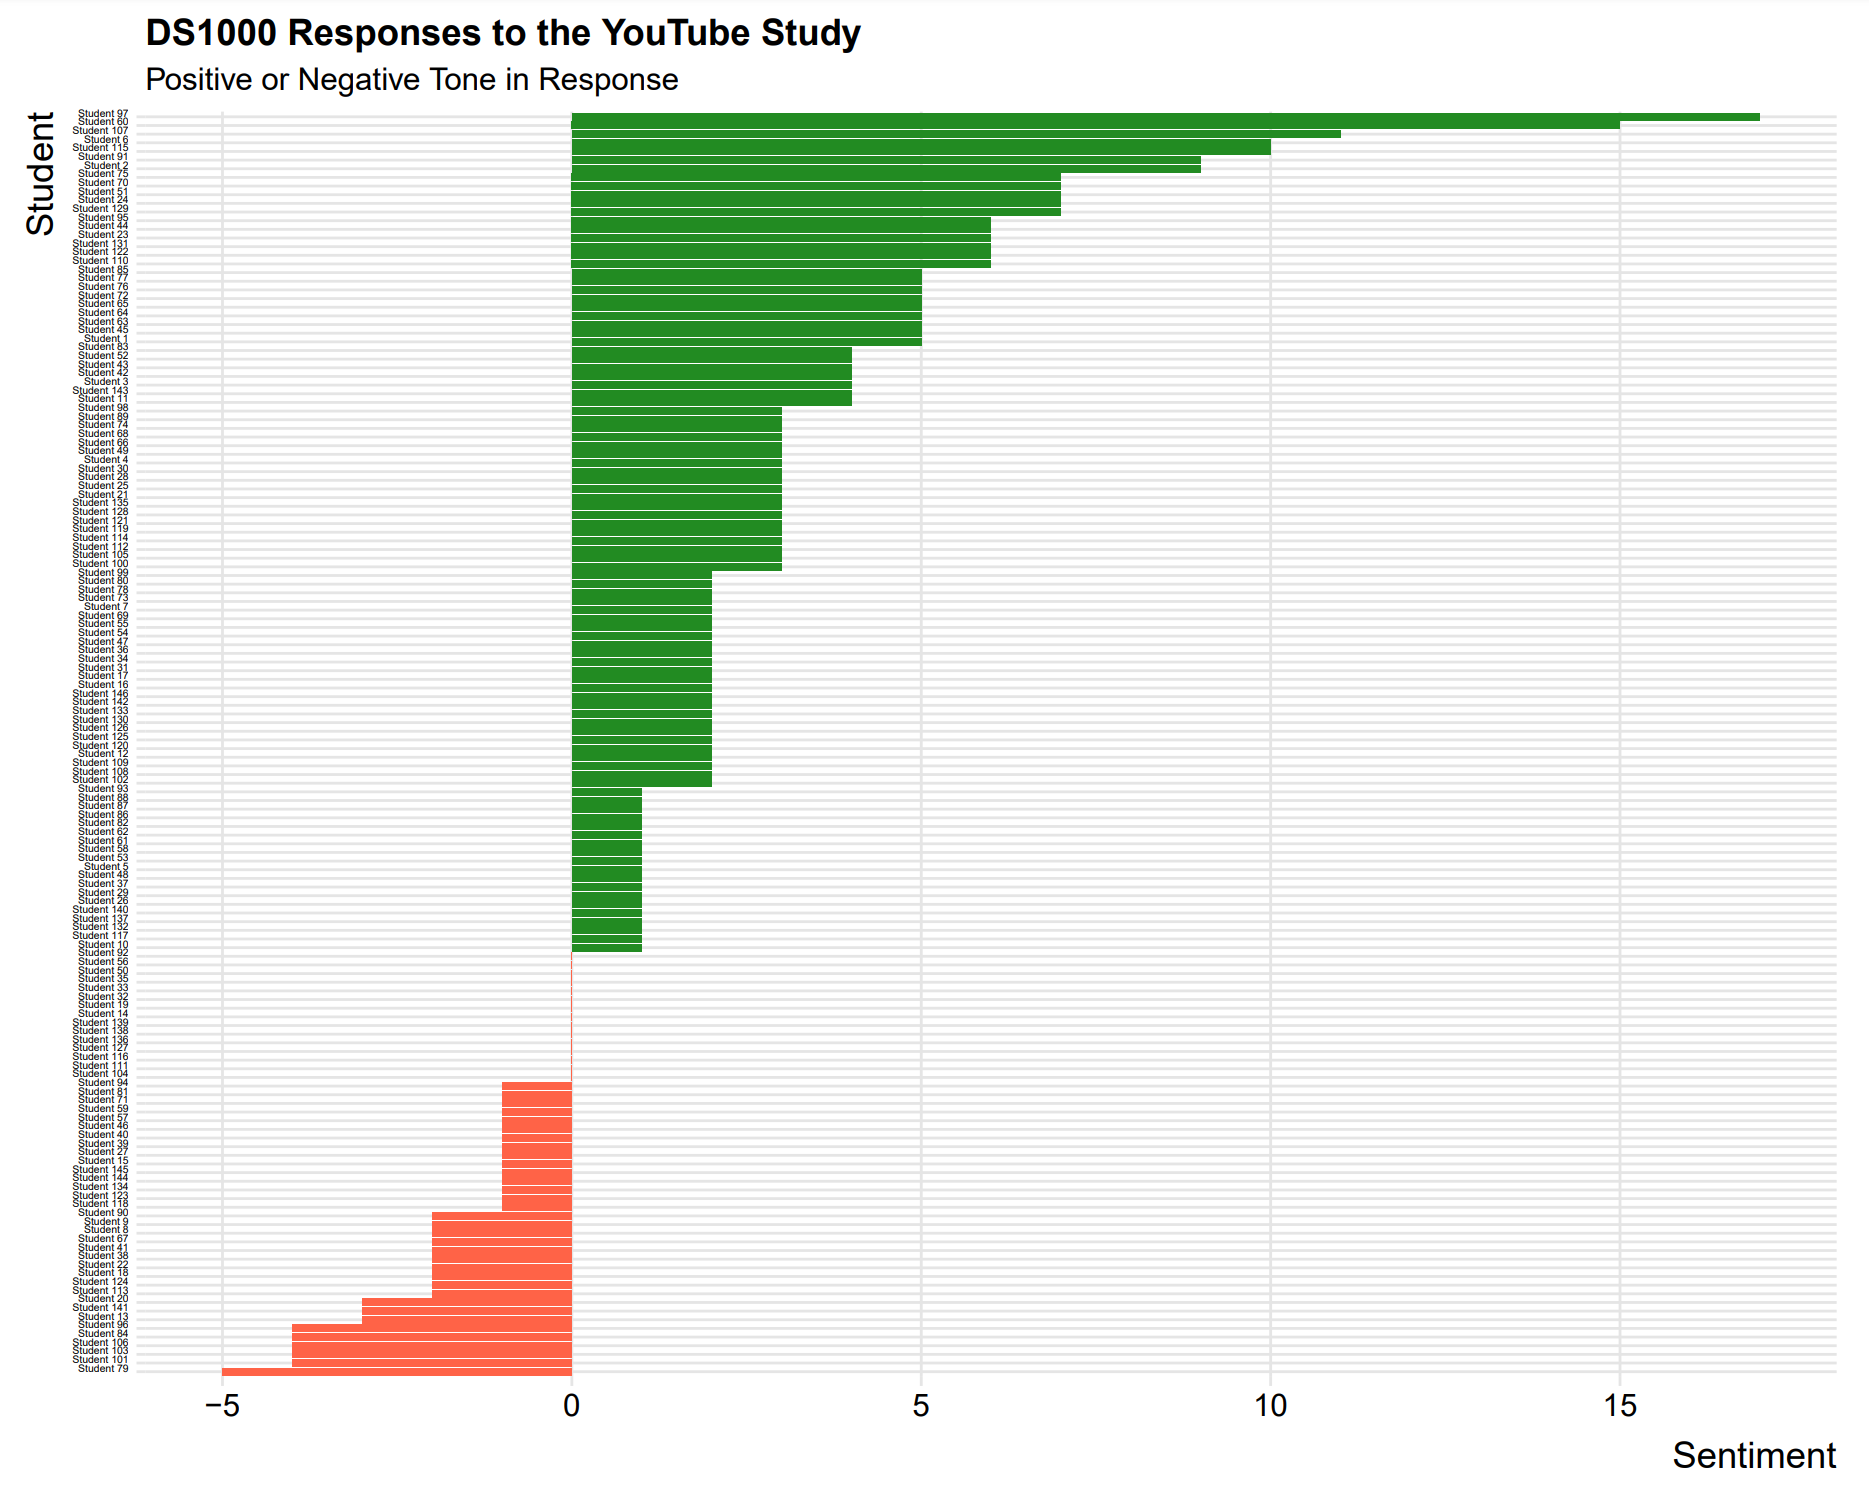 DS1000 Responses to the YouTube Study
Positive or Negative Tone in Response
Student
Student 97
Student 60
Student 107
Student 6
Student 115
Student 91
Student 2
Student 75
Student 70
Student 51
Student 24
Student 129
Student 95
Student 44
Student 23
Student 131
Student 122
Student 110
Student 85
Student 77
Student 76
Student 72
Student 65
Student 64
Student 63
Student 45
Student 1
Student 83
Student 52
Student 43
Student 42
Student 3
Student 143
Student 11
Student 98
Student 89
Student 74
Student 68
Student 66
Student 49
Student 4
Student 30
Student 28
Student 25
Student 21
Student 135
Student 128
Student 121
Student 119
Student 114
Student 112
Student 105
Student 100
Student 99
Student 80
Student 78
Student 73
Student 7
Student 69
Student 55
Student 54
Student 47
Student 36
Student 34
Student 31
Student 17
Student 16
Student 146
Student 142
Student 133
Student 130
Student 126
Student 125
Student 120
Student 12
Student 109
Student 108
Student 102
Student 93
Student 88
Student 87
Student 86
Student 82
Student 62
Student 61
Student 58
Student 53
Student 5
Student 48
Student 37
Student 29
Student 26
Student 140
Student 137
Student 132
Student 117
Student 10
Student 92
Student 56
Student 50
Student 35
Student 33
Student 32
Student 19
Student 14
Student 139
Student 138
Student 136
Student 127
Student 116
Student 111
Student 104
Student 94
Student 81
Student 71
Student 59
Student 57
Student 46
Student 40
Student 39
Student 27
Student 15
Student 145
Student 144
Student 134
Student 123
Student 118
Student 90
Student 9
Student 8
Student 67
Student 41
Student 38
Student 22
Student 18
Student 124
Student 113
Student 20
Student 141
Student 13
Student 96
Student 84
Student 106
Student 103
Student 101
Student 79
−5 0 5 10 15
Sentiment